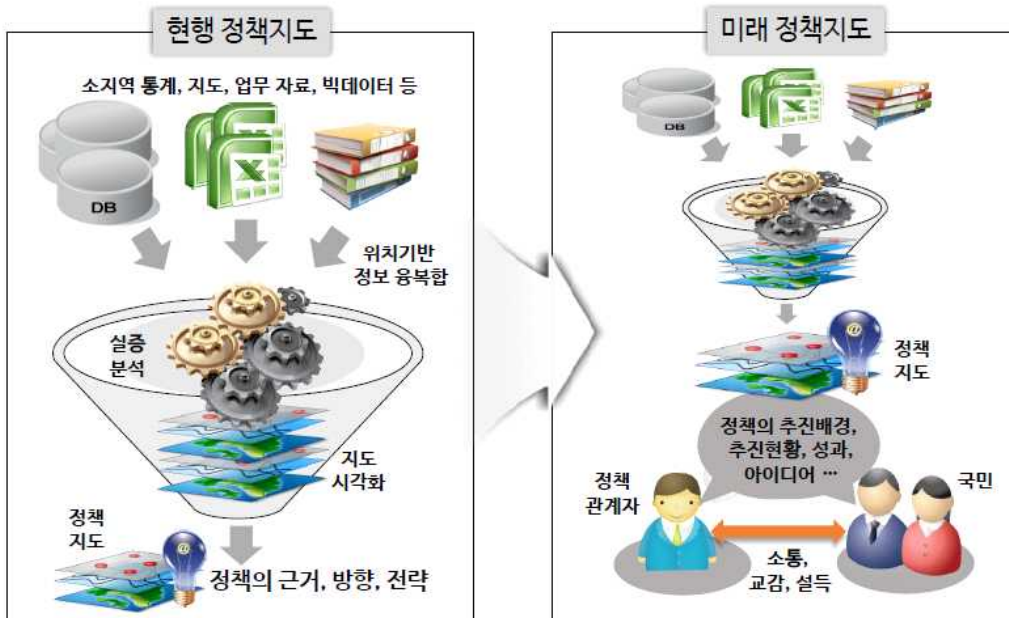 현행 정책지도
소지역 통계, 지도, 업무 자료, 빅데이터 등
DB
위치기반
정보 융복합
실증
분석
지도
시각화
정책
지도
@
정책의 근거, 방향, 전략
미래 정책지도
DB
@
정책
지도
정책의 추진배경,
추진현황, 성과,
아이디어 …
정책
관계자
국민
소통,
교감, 설득